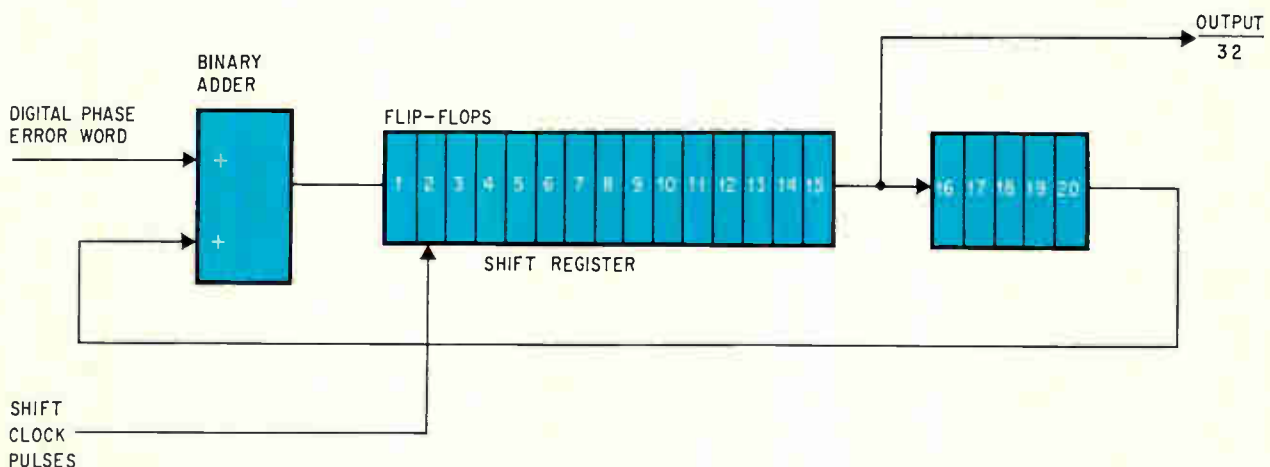 OUTPUT
32
BINARY
ADDER
DIGITAL PHASE
ERROR WORD
FLIP-FLOPS
+
1 2 3 4 5 6 7 8 9 10 11 12 13 14 15
16 17 18 19 20
+
SHIFT REGISTER
SHIFT
CLOCK
PULSES